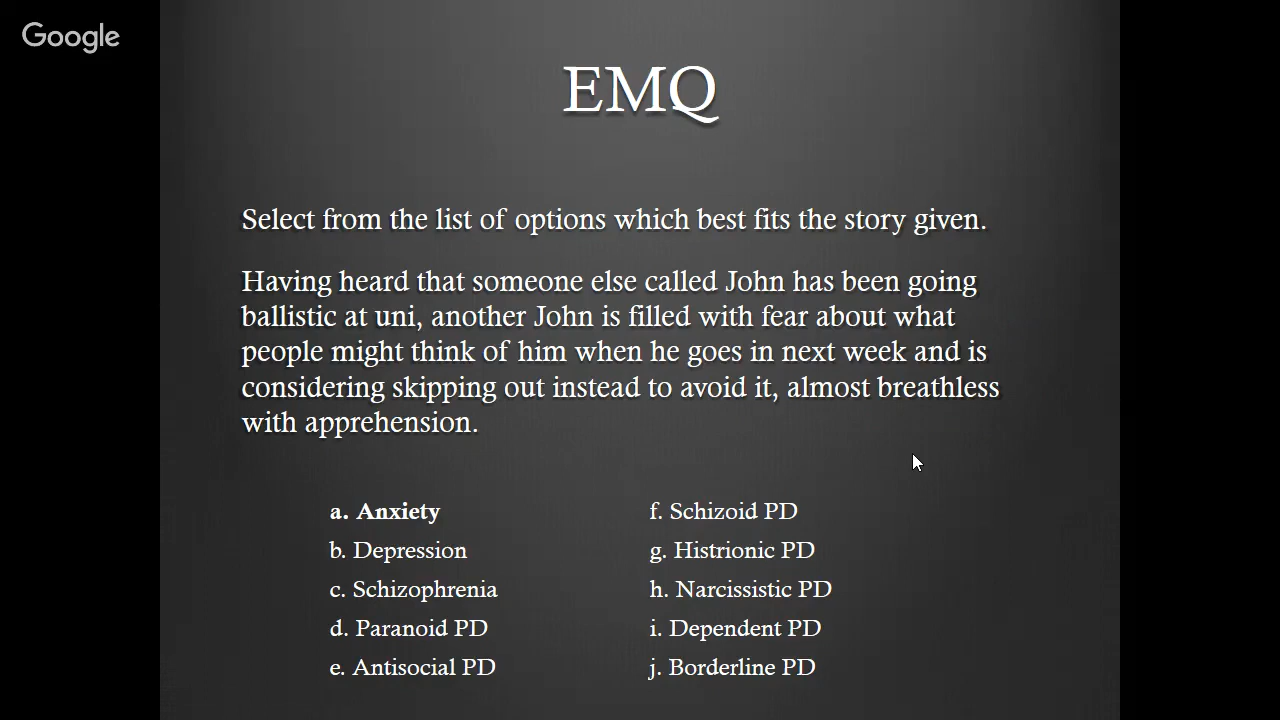 Google
EMQ
Select from the list of options which best fits the story given.
Having heard that someone else called John has been going
ballistic at uni, another John is filled with fear about what
people might think of him when he goes in next week and is
considering skipping out instead to avoid it, almost breathless
with apprehension.
a. Anxiety
b. Depression
c. Schizophrenia
d. Paranoid PD
e. Antisocial PD
f. Schizoid PD
g. Histrionic PD
h. Narcissistic PD
i. Dependent PD
j. Borderline PD